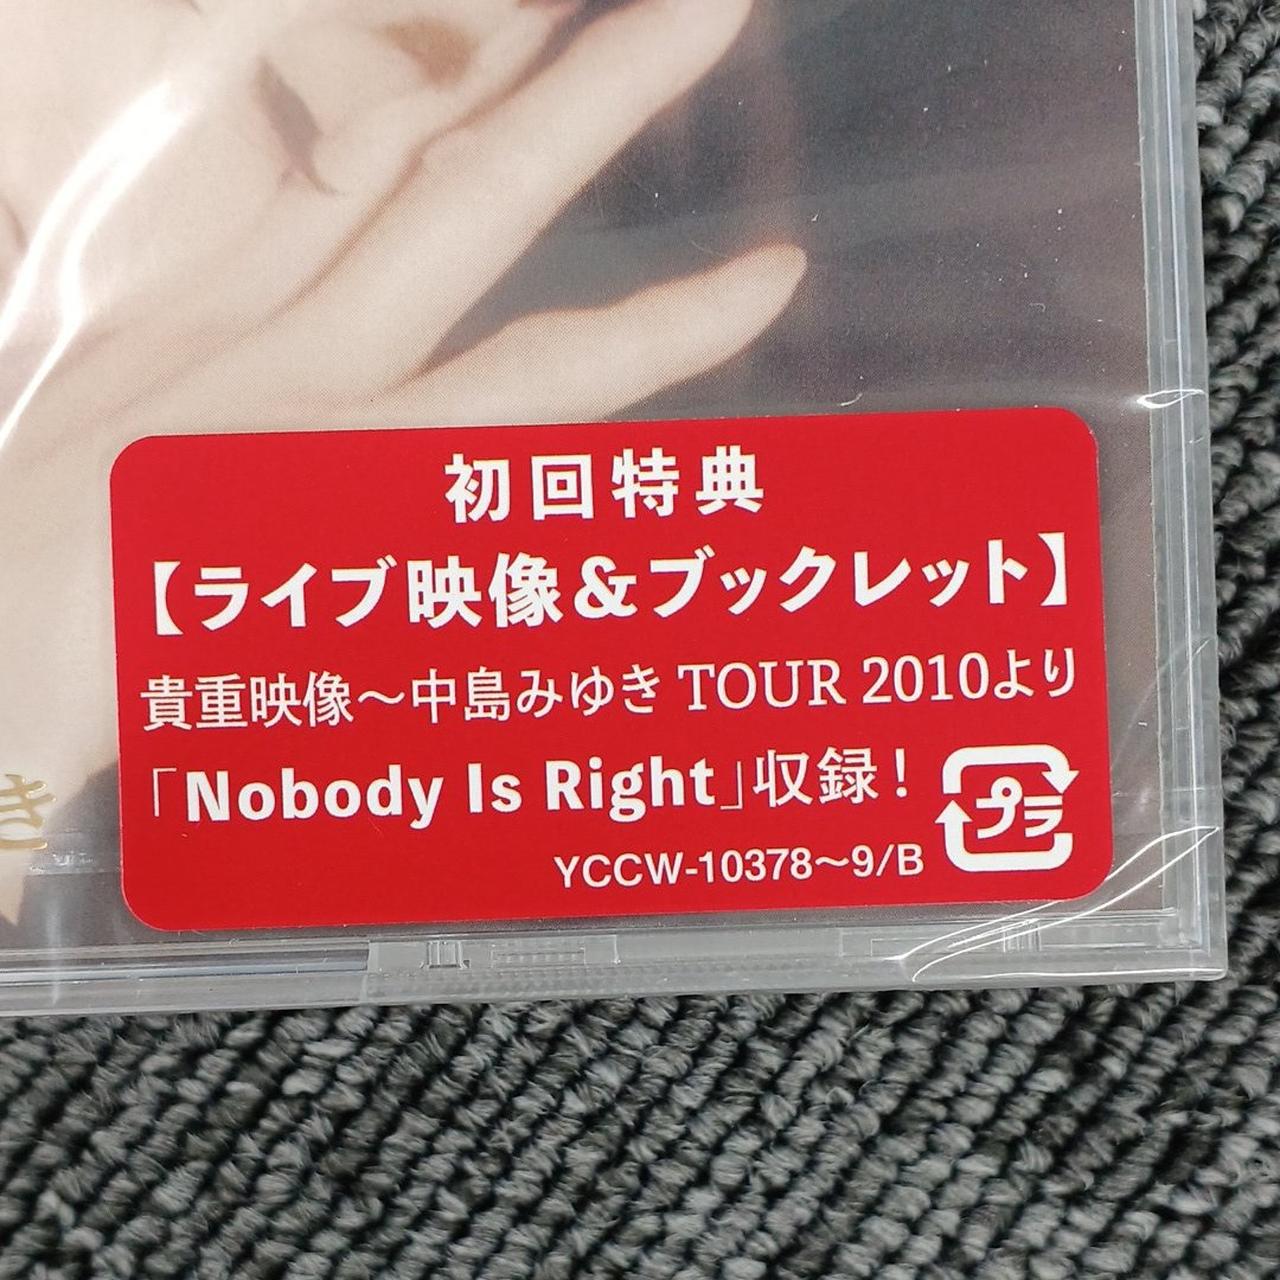 初回特典
【ライブ映像&ブックレット】
貴重映像～中島みゆき TOUR 2010より
「Nobody Is Right」収録!
プラ
YCCW-10378～9/B
き